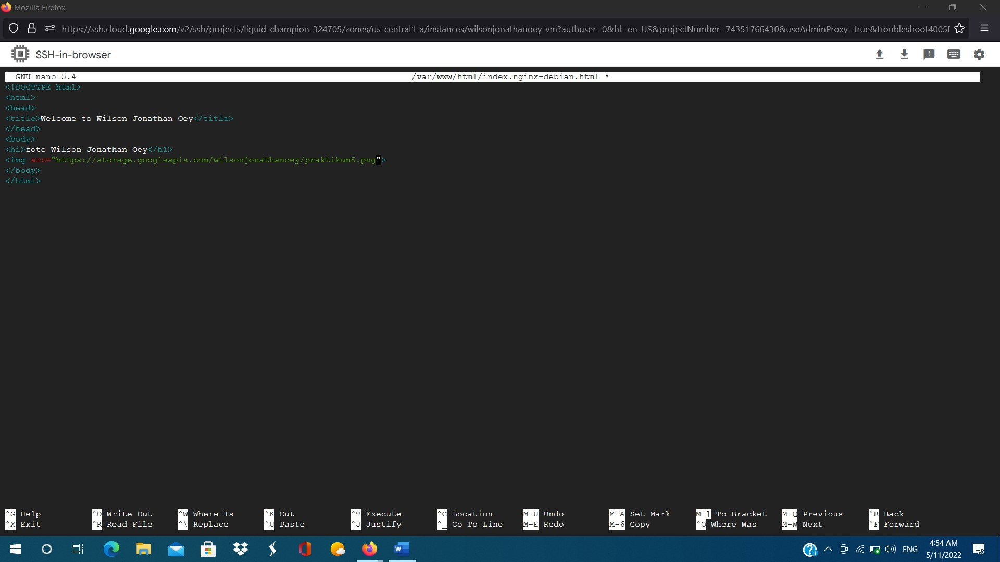 Mozilla Firefox
https://ssh.cloud.google.com/v2/ssh/projects/liquid-champion-324705/zones/us-central1-a/instances/wilsonjonathanoey-vm?authuser=0&hl=en_US&projectNumber=74351766430&useAdminProxy=true&troubleshoot4005E
SSH-in-browser
GNU nano 5.4 /var/www/html/index.nginx-debian.html *
<!DOCTYPE html>
<html>
<head>
<title>Welcome to Wilson Jonathan Oey</title>
</head>
<body>
<hi>foto Wilson Jonathan Oey</h1>
<img src="https://storage.googleapis.com/wilsonjonathanoey/praktikum5.png">
</body>
</html>
^G Help ^O Write Out ^W Where Is ^K Cut ^T Execute ^C Location M-U Undo M-A Set Mark M-] To Bracket M-Q Previous ^B Back
^X Exit ^R Read File ^\ Replace ^U Paste ^J Justify ^_ Go To Line M-E Redo M-6 Copy ^Q Where Was M-W Next ^F Forward
ENG
4:54 AM
5/11/2022